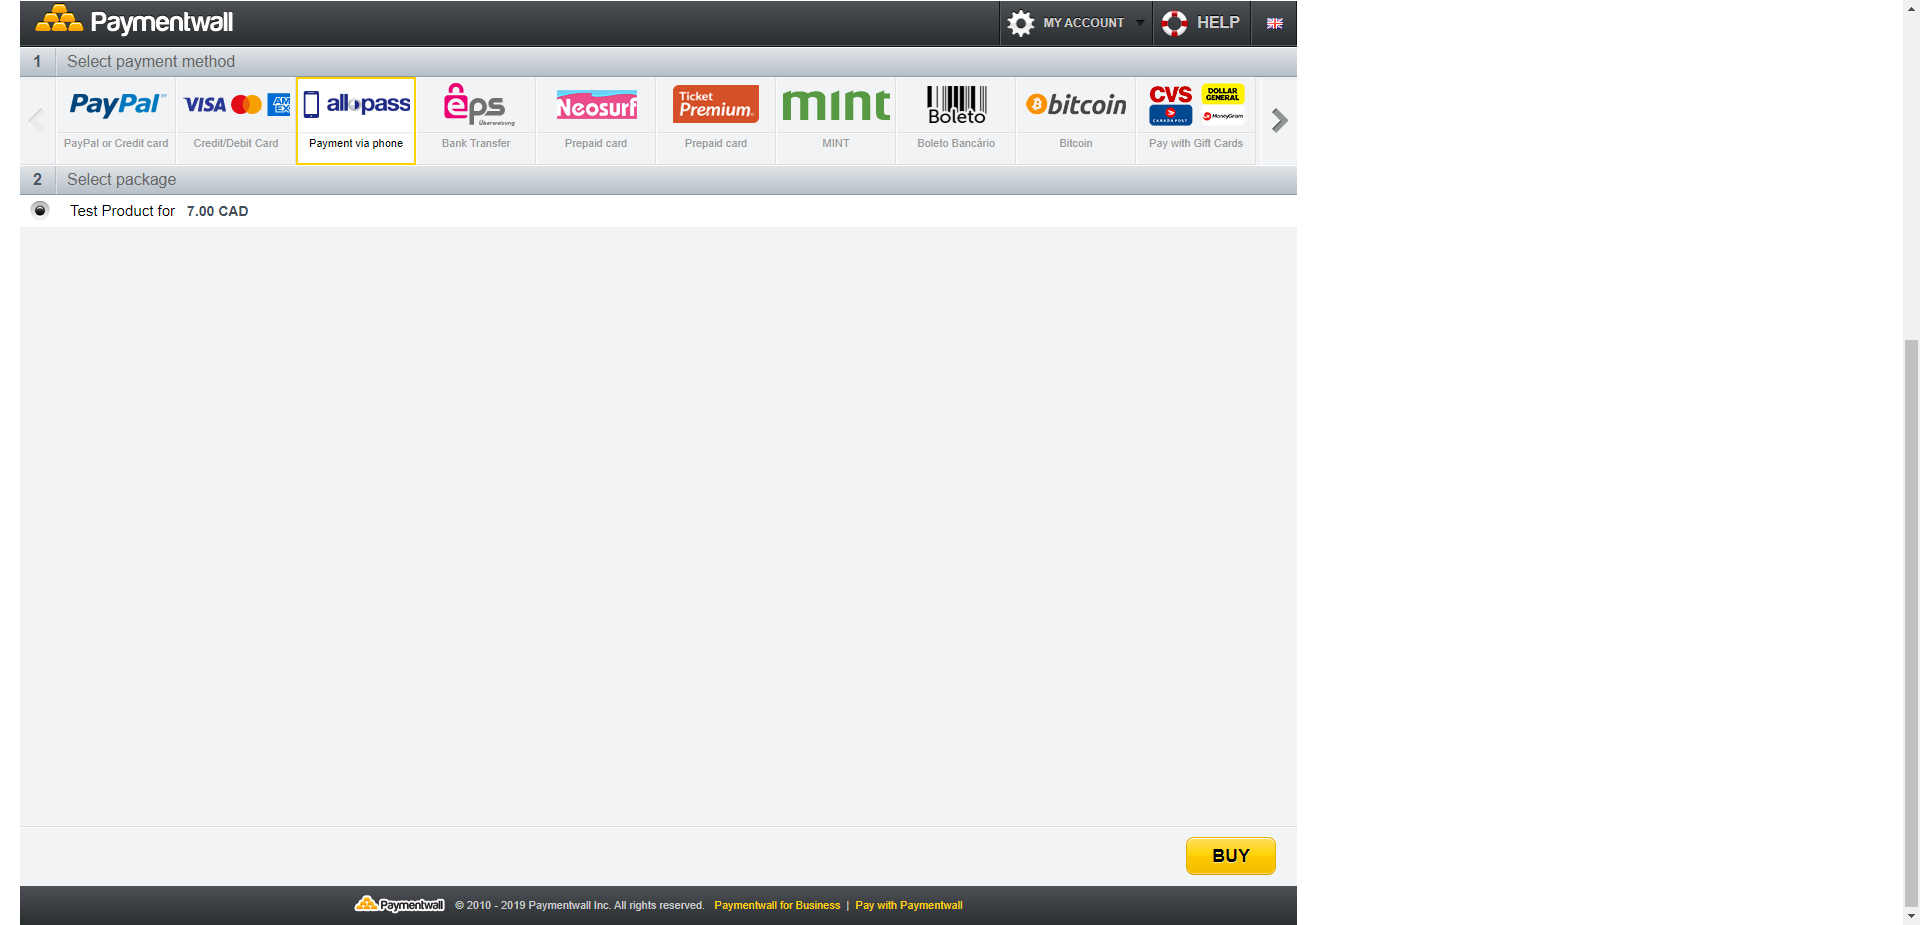 Paymentwall
MY ACCOUNT
HELP
1 Select payment method
PayPal
VISA
AM EX
allopass
eps
Überweisung
Neosurf
Ticket Premium.
mint
Boleto
bitcoin
CVS
DOLLAR GENERAL
CANADA POST
MoneyGram
PayPal or Credit card
Credit/Debit Card
Payment via phone
Bank Transfer
Prepaid card
Prepaid card
MINT
Boleto Bancário
Bitcoin
Pay with Gift Cards
2 Select package
Test Product for 7.00 CAD
BUY
Paymentwall © 2010 - 2019 Paymentwall Inc. All rights reserved. Paymentwall for Business | Pay with Paymentwall